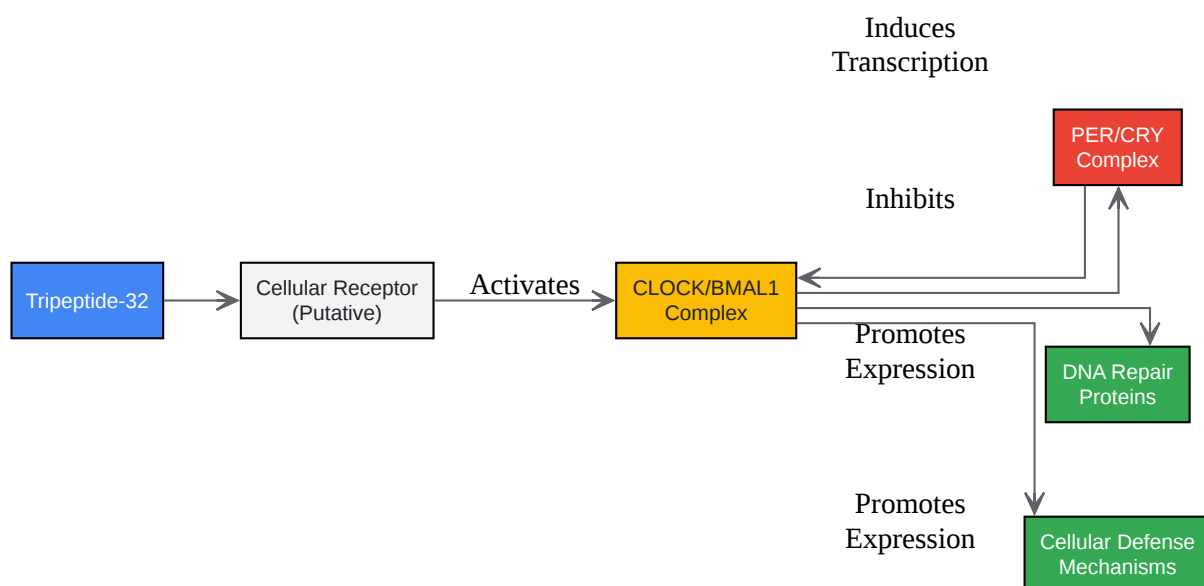 Induces
Transcription
PER/CRY
Complex
Inhibits
Tripeptide-32
Cellular Receptor
(Putative)
Activates
CLOCK/BMAL1
Complex
Promotes
Expression
DNA Repair
Proteins
Promotes
Expression
Cellular Defense
Mechanisms